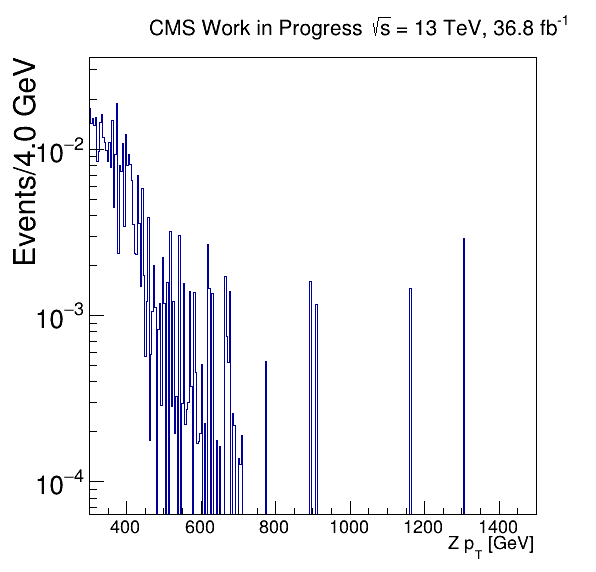 CMS Work in Progress √s = 13 TeV, 36.8 fb⁻¹
Events/4.0 GeV
10⁻²
10⁻³
10⁻⁴
400 600 800 1000 1200 1400
Z p_T [GeV]